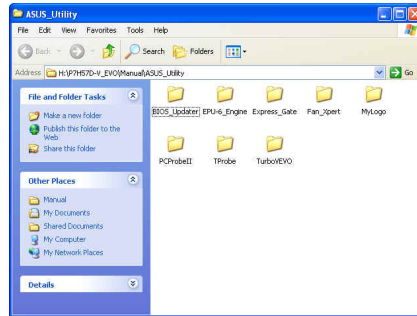 ASUS_Utility
File Edit View Favorites Tools Help
Back Search Folders
Address H:\P7H57D-V_EVO\Manual\ASUS_Utility Go
File and Folder Tasks
Make a new folder
Publish this folder to the Web
Share this folder
Other Places
Manual
My Documents
Shared Documents
My Computer
My Network Places
Details
BIOS_Updater EPU-6_Engine Express_Gate Fan_Xpert MyLogo
PCProbeII TProbe TurboVEVO